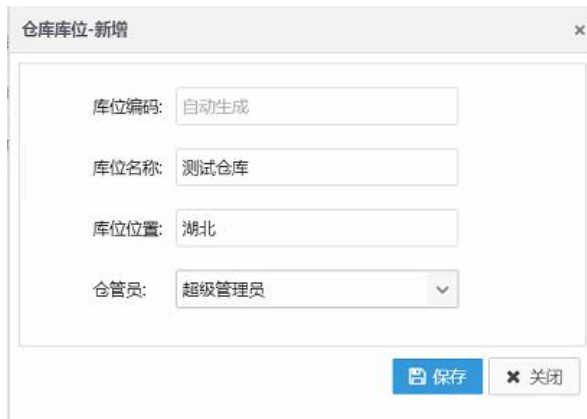 仓库库位-新增
库位编码: 自动生成
库位名称: 测试仓库
库位位置: 湖北
仓管员: 超级管理员
保存 关闭